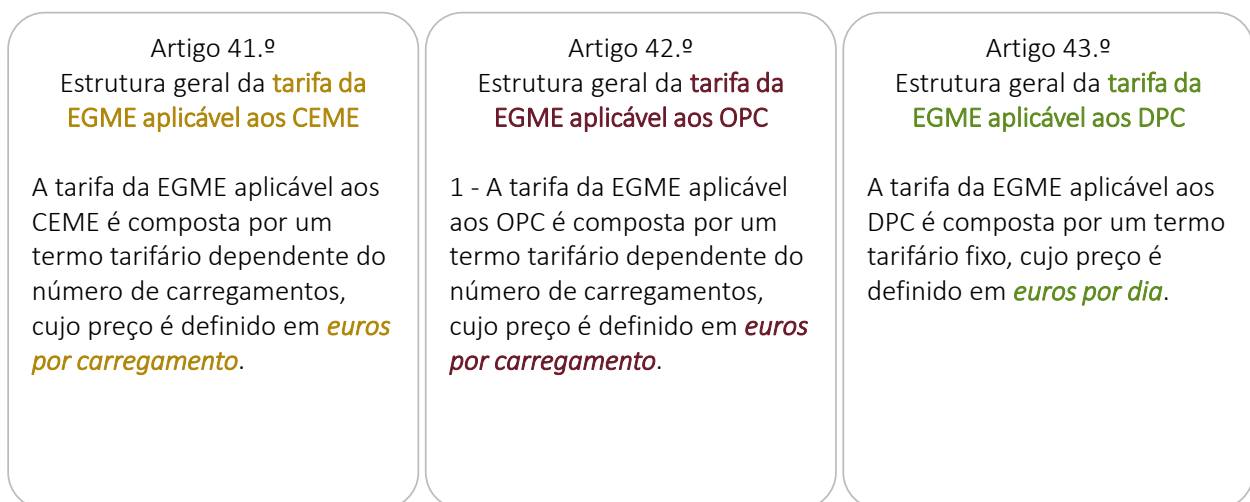 Artigo 41.º
Estrutura geral da tarifa da
EGME aplicável aos CEME
A tarifa da EGME aplicável aos
CEME é composta por um
termo tarifário dependente do
número de carregamentos,
cujo preço é definido em euros
por carregamento.
Artigo 42.º
Estrutura geral da tarifa da
EGME aplicável aos OPC
1 - A tarifa da EGME aplicável
aos OPC é composta por um
termo tarifário dependente do
número de carregamentos,
cujo preço é definido em euros
por carregamento.
Artigo 43.º
Estrutura geral da tarifa da
EGME aplicável aos DPC
A tarifa da EGME aplicável aos
DPC é composta por um termo
tarifário fixo, cujo preço é
definido em euros por dia.